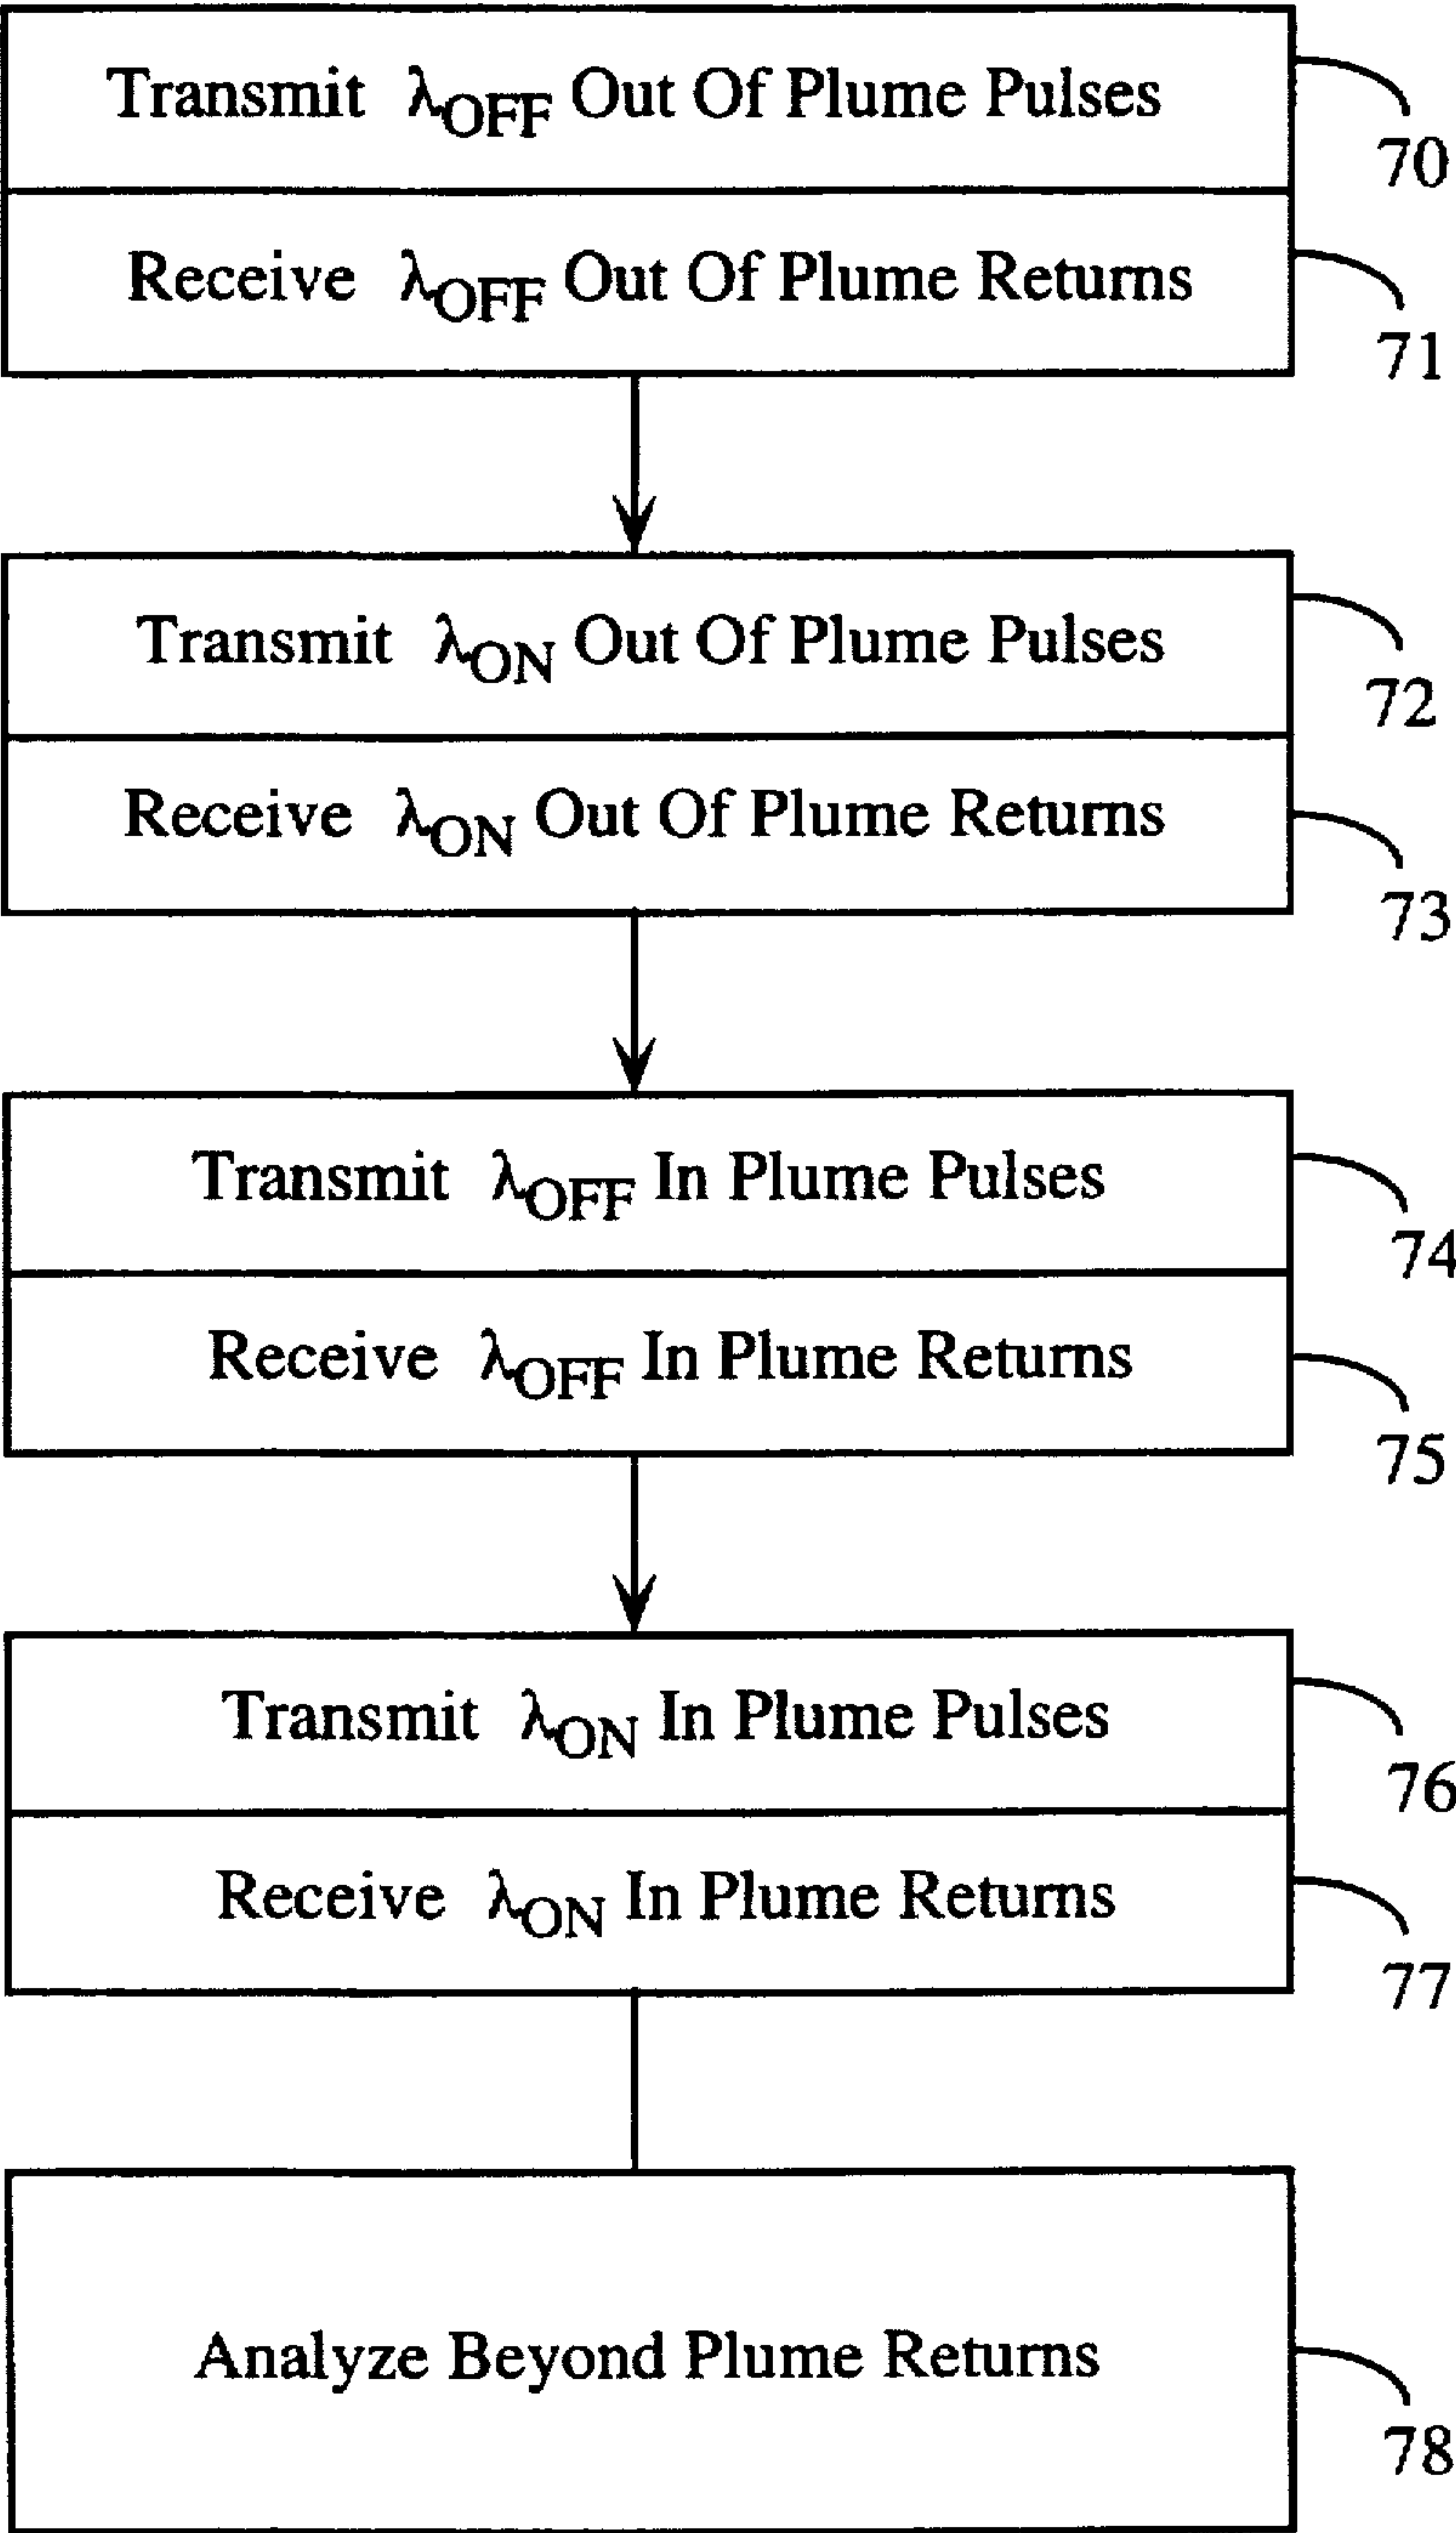 Transmit λOFF Out Of Plume Pulses
70
Receive λOFF Out Of Plume Returns
71
Transmit λON Out Of Plume Pulses
72
Receive λON Out Of Plume Returns
73
Transmit λOFF In Plume Pulses
74
Receive λOFF In Plume Returns
75
Transmit λON In Plume Pulses
76
Receive λON In Plume Returns
77
Analyze Beyond Plume Returns
78